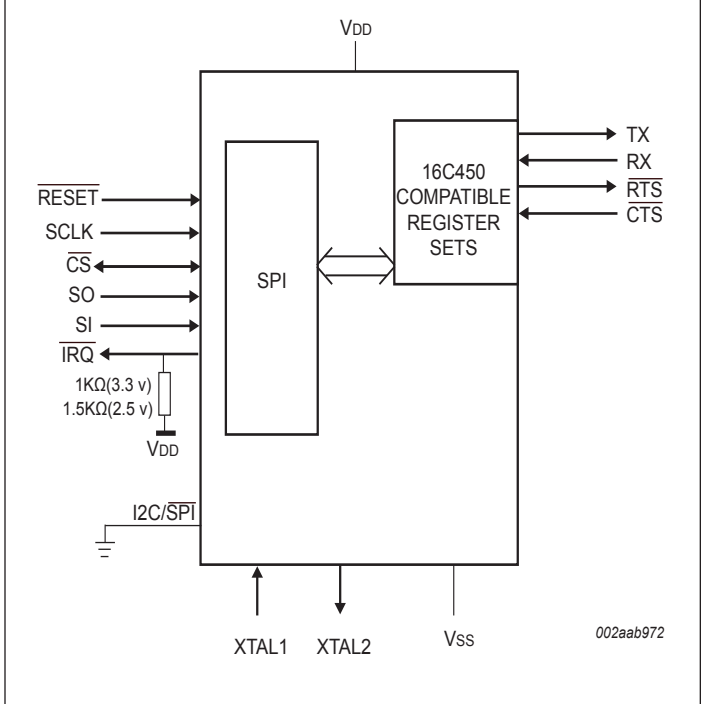 VDD
16C450
COMPATIBLE
REGISTER
SETS
TX
RX
RTS
CTS
RESET
SCLK
CS
SO
SI
IRQ
SPI
1KΩ(3.3 v)
1.5KΩ(2.5 v)
VDD
I2C/SPI
XTAL1
XTAL2
VSS
002aab972